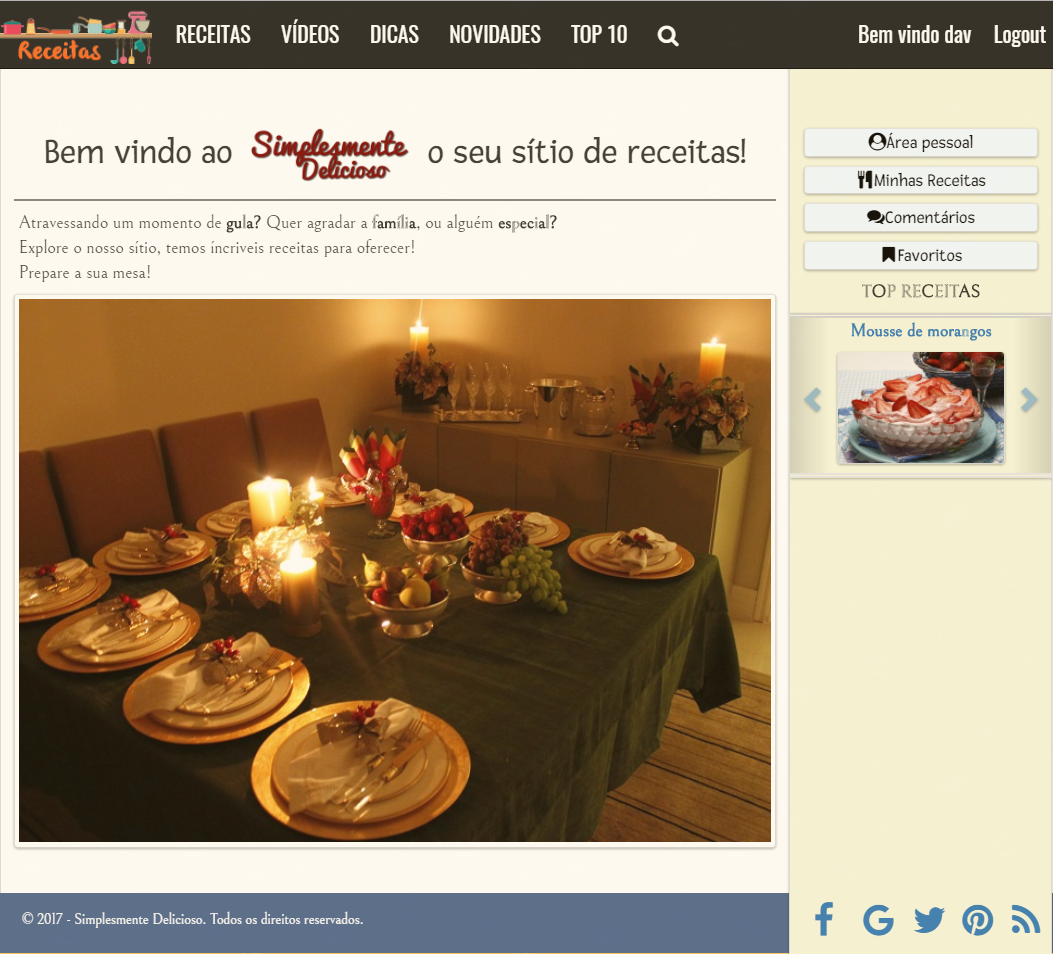 Receitas
RECEITAS VÍDEOS DICAS NOVIDADES TOP 10
Bem vindo dav Logout
Bem vindo ao Simplesmente Delicioso o seu sítio de receitas!
Atravessando um momento de gula? Quer agradar a família, ou alguém especial?
Explore o nosso sítio, temos íncriveis receitas para oferecer!
Prepare a sua mesa!
Área pessoal
Minhas Receitas
Comentários
Favoritos
TOP RECEITAS
Mousse de morangos
© 2017 - Simplesmente Delicioso. Todos os direitos reservados.